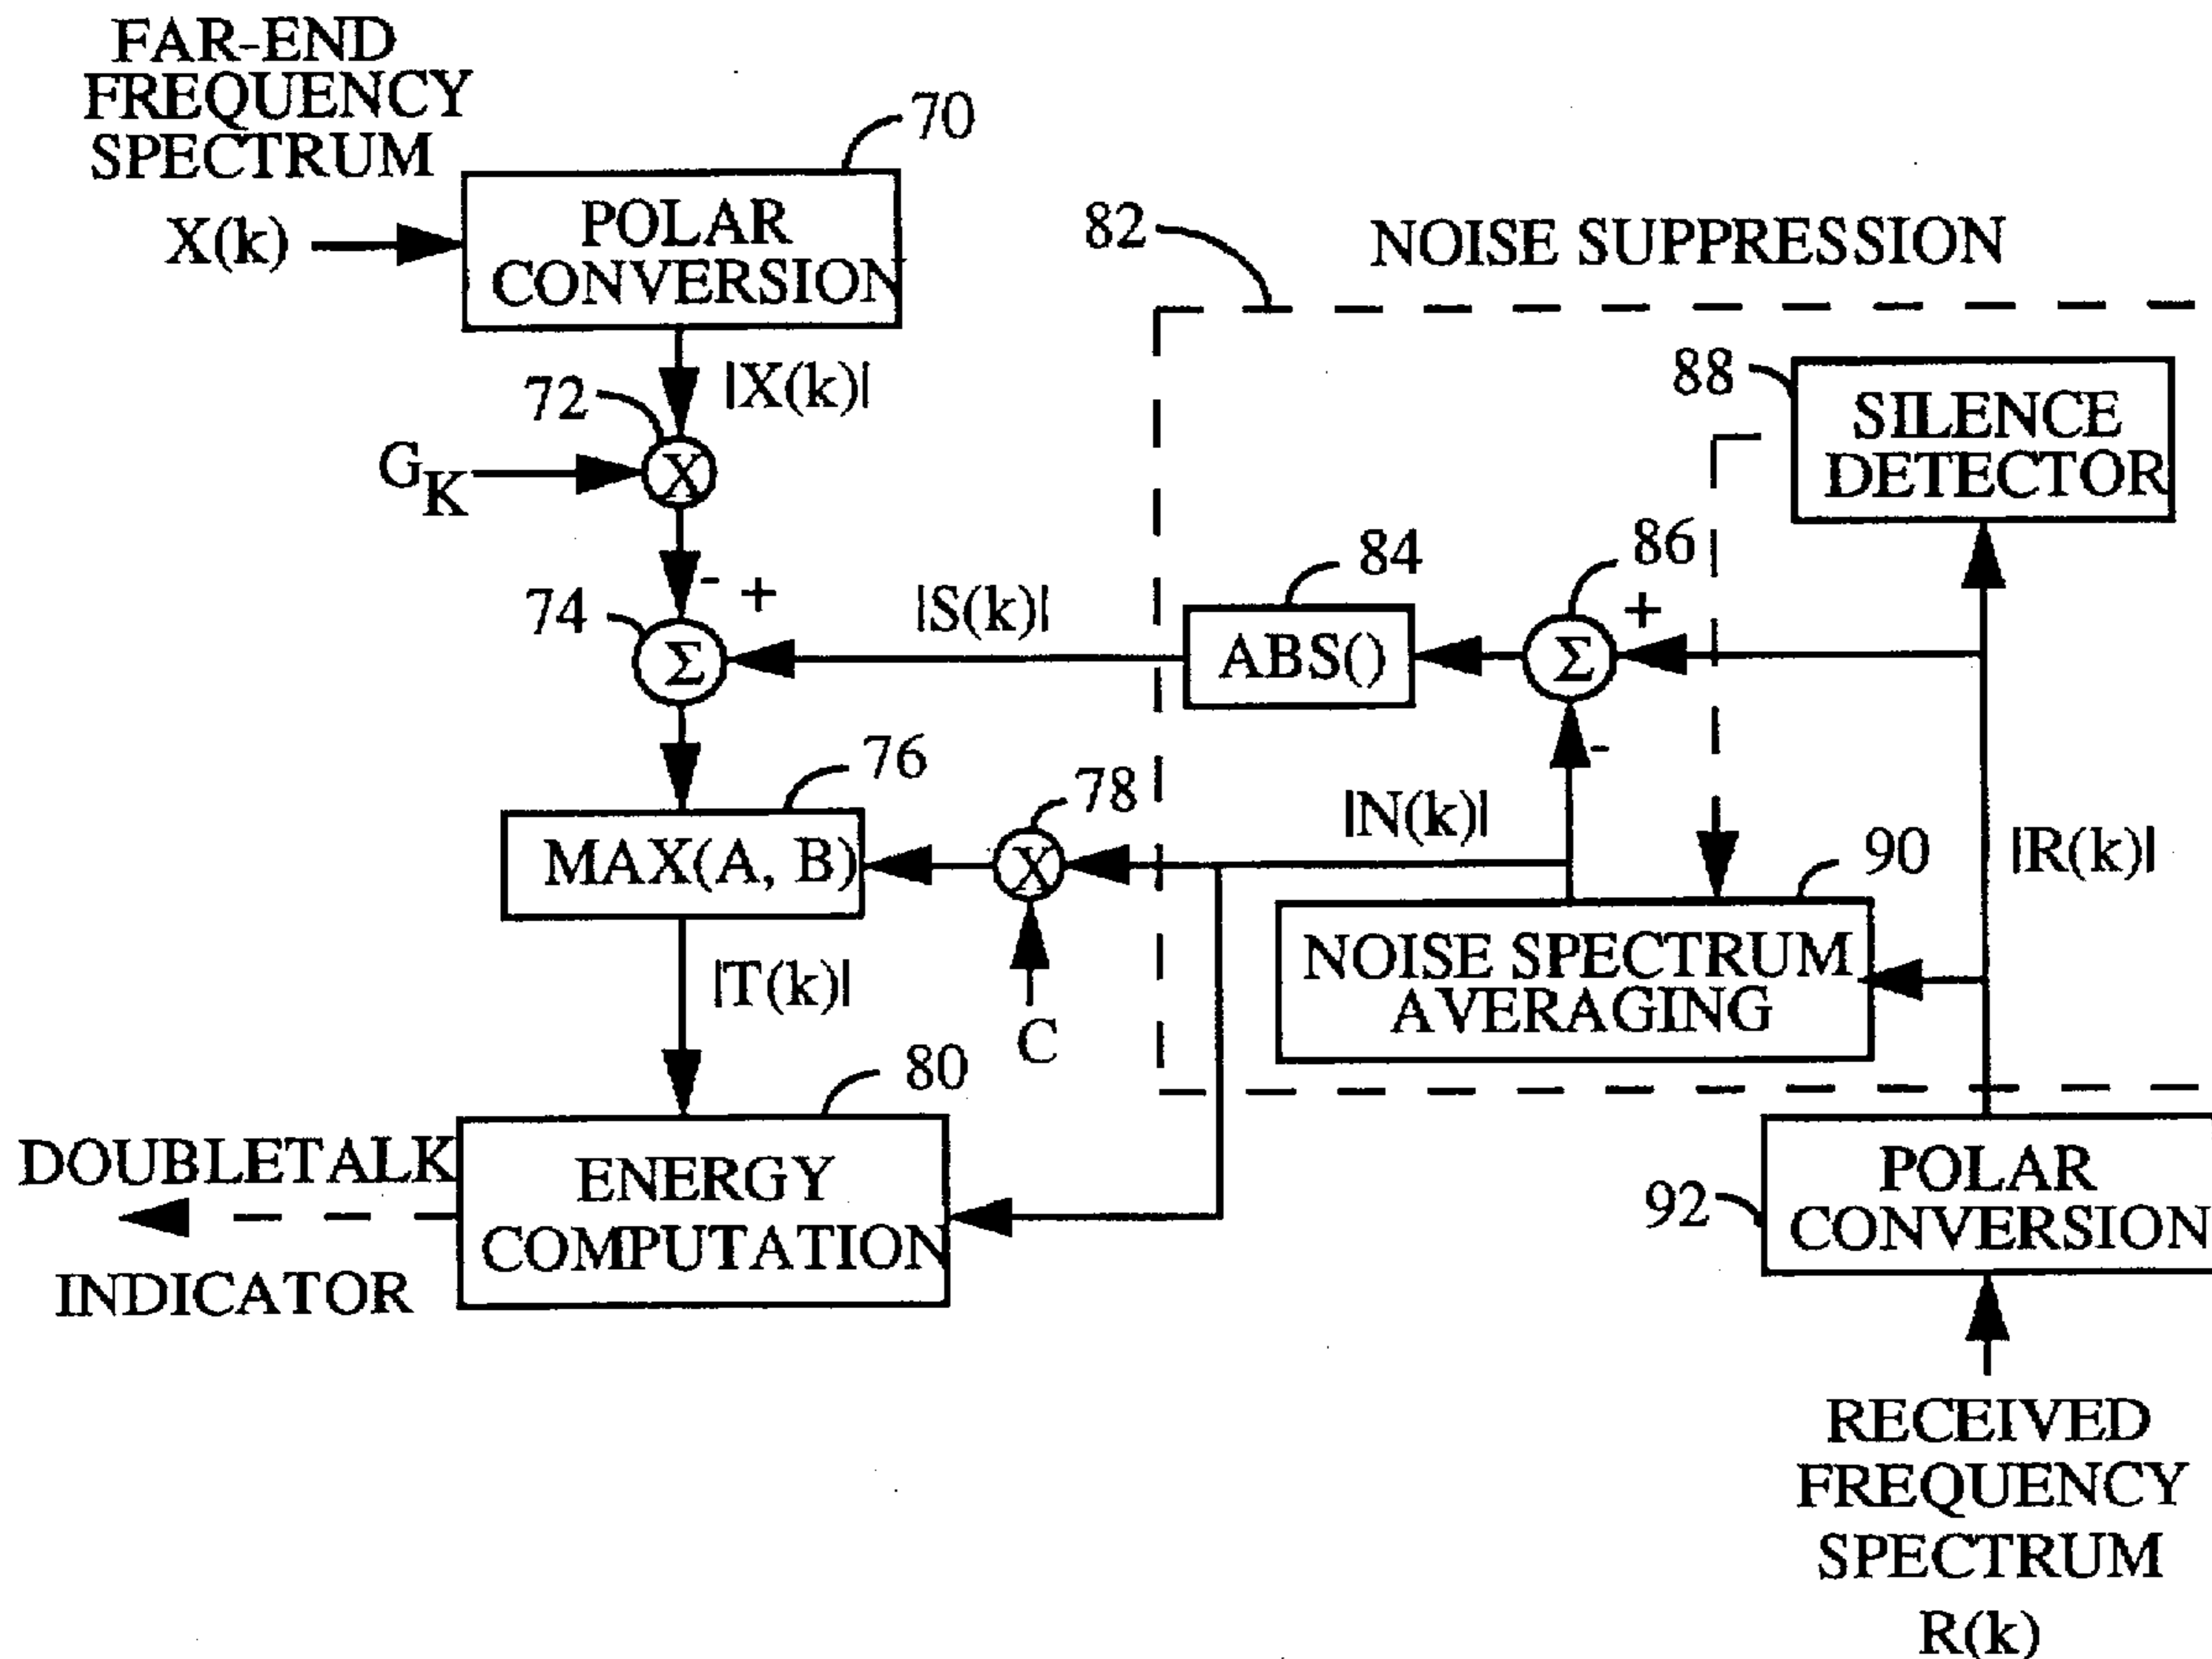 FAR-END
FREQUENCY
SPECTRUM
X(k)
70
POLAR
CONVERSION
|X(k)|
72
G_K
X
82
NOISE SUPPRESSION
88
SILENCE
DETECTOR
- +
74
Σ
|S(k)|
84
ABS()
86
+
Σ
-
76
MAX(A, B)
78
X
C
|N(k)|
90
NOISE SPECTRUM
AVERAGING
|R(k)|
|T(k)|
80
ENERGY
COMPUTATION
DOUBLETALK
INDICATOR
92
POLAR
CONVERSION
RECEIVED
FREQUENCY
SPECTRUM
R(k)